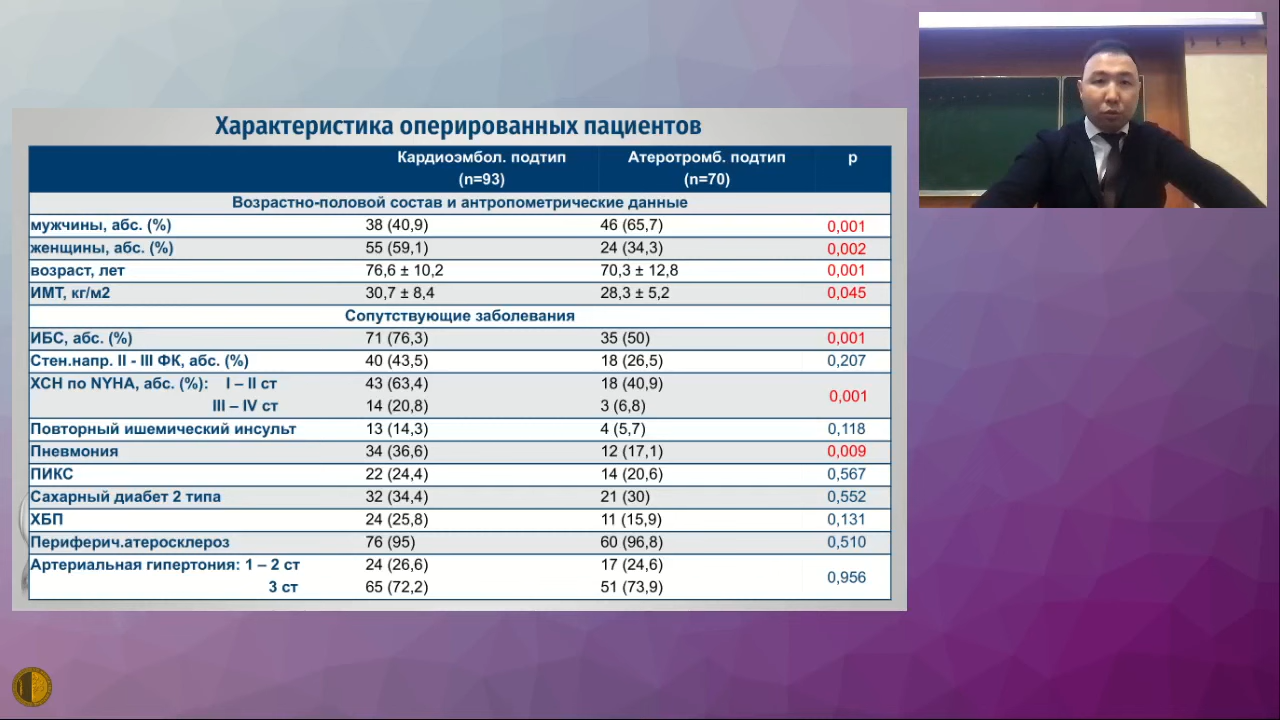 Характеристика оперированных пациентов
Кардиоэмбол. подтип (n=93) Атеротромб. подтип (n=70) р
Возрастно-половой состав и антропометрические данные
мужчины, абс. (%) 38 (40,9) 46 (65,7) 0,001
женщины, абс. (%) 55 (59,1) 24 (34,3) 0,002
возраст, лет 76,6 ± 10,2 70,3 ± 12,8 0,001
ИМТ, кг/м2 30,7 ± 8,4 28,3 ± 5,2 0,045
Сопутствующие заболевания
ИБС, абс. (%) 71 (76,3) 35 (50) 0,001
Стен.напр. II - III ФК, абс. (%) 40 (43,5) 18 (26,5) 0,207
ХСН по NYHA, абс. (%): I – II ст 43 (63,4) 18 (40,9) 0,001
III – IV ст 14 (20,8) 3 (6,8)
Повторный ишемический инсульт 13 (14,3) 4 (5,7) 0,118
Пневмония 34 (36,6) 12 (17,1) 0,009
ПИКС 22 (24,4) 14 (20,6) 0,567
Сахарный диабет 2 типа 32 (34,4) 21 (30) 0,552
ХБП 24 (25,8) 11 (15,9) 0,131
Периферич.атеросклероз 76 (95) 60 (96,8) 0,510
Артериальная гипертония: 1 – 2 ст 24 (26,6) 17 (24,6) 0,956
3 ст 65 (72,2) 51 (73,9)